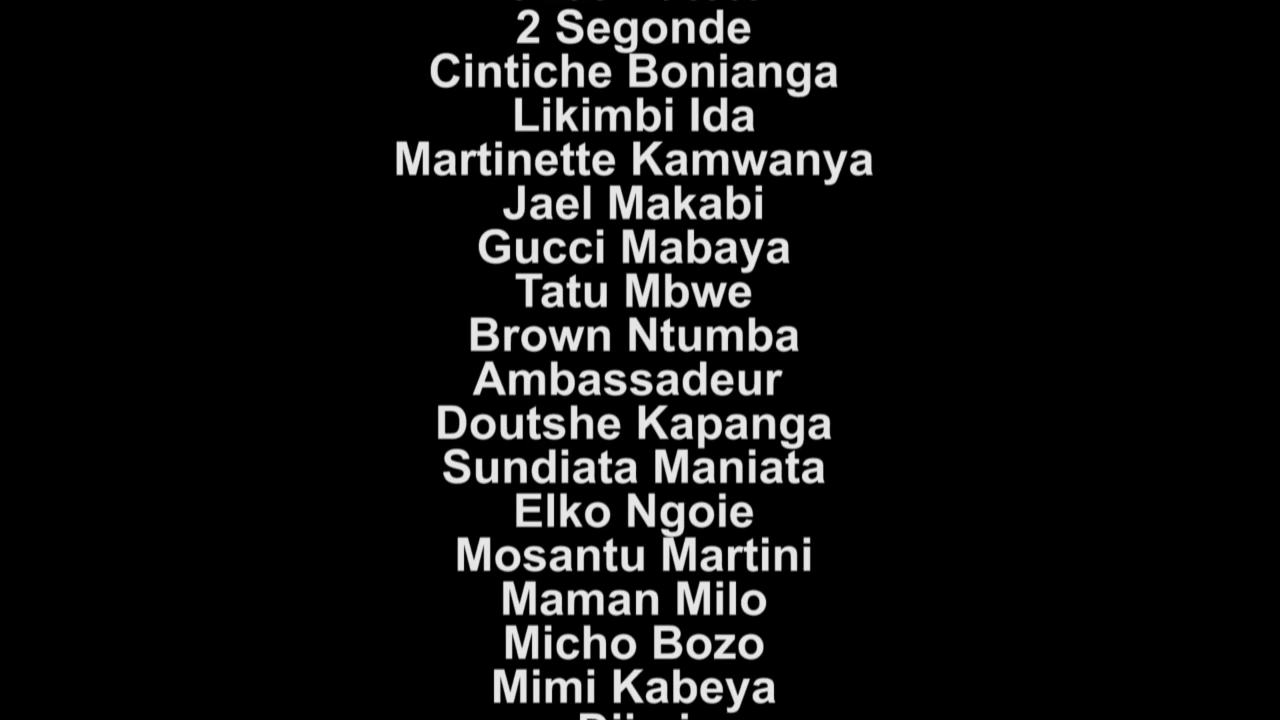 2 Segonde
Cintiche Bonianga
Likimbi Ida
Martinette Kamwanya
Jael Makabi
Gucci Mabaya
Tatu Mbwe
Brown Ntumba
Ambassadeur
Doutshe Kapanga
Sundiata Maniata
Elko Ngoie
Mosantu Martini
Maman Milo
Micho Bozo
Mimi Kabeya